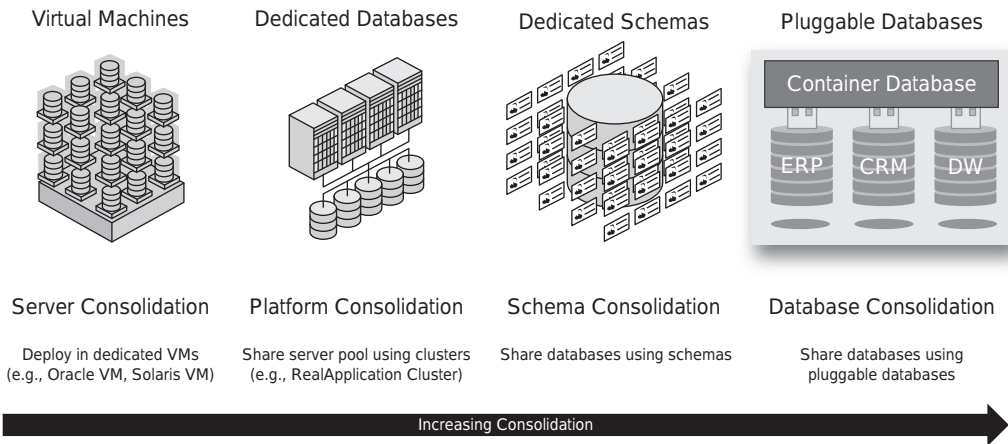 Virtual Machines
Dedicated Databases
Dedicated Schemas
Pluggable Databases
Container Database
ERP
CRM
DW
Server Consolidation
Platform Consolidation
Schema Consolidation
Database Consolidation
Deploy in dedicated VMs
(e.g., Oracle VM, Solaris VM)
Share server pool using clusters
(e.g., RealApplication Cluster)
Share databases using schemas
Share databases using
pluggable databases
Increasing Consolidation